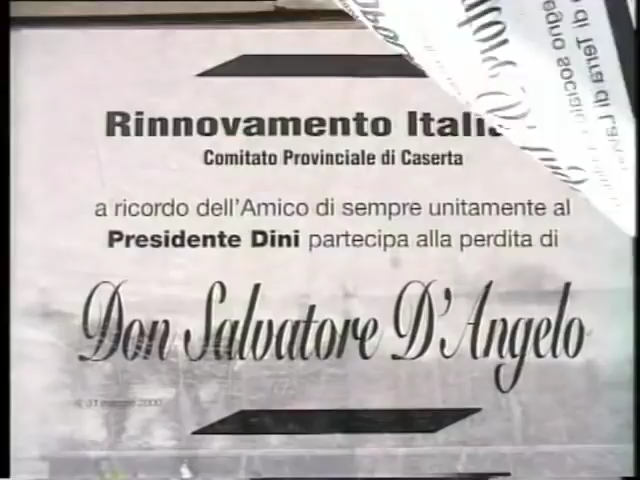 Rinnovamento Itali
Comitato Provinciale di Caserta
a ricordo dell'Amico di sempre unitamente al
Presidente Dini partecipa alla perdita di
Don Salvatore D'Angelo